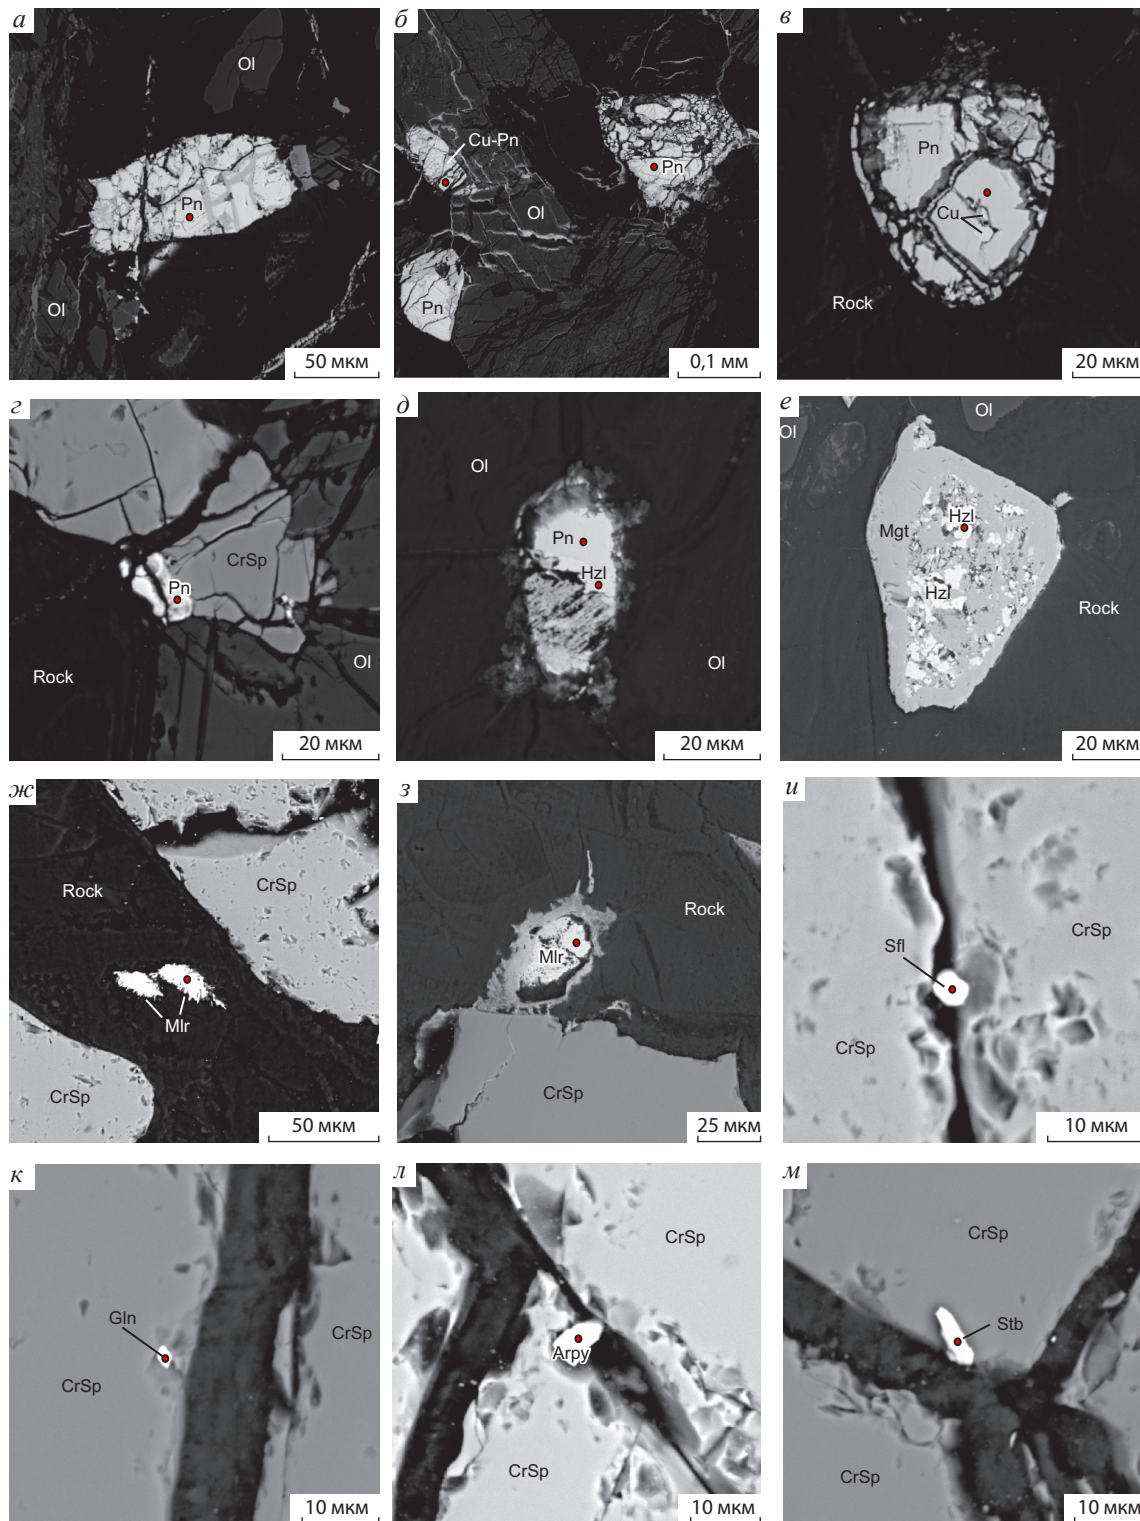 а
Ol
Pn
Ol
50 мкм
б
Cu-Pn
Pn
Ol
Pn
0,1 мм
в
Pn
Cu
Rock
20 мкм
г
CrSp
Pn
Rock
Ol
20 мкм
д
Ol
Pn
Hzl
Ol
20 мкм
е
Ol
Ol
Hzl
Mgt
Hzl
Rock
20 мкм
ж
Rock
CrSp
Mlr
CrSp
50 мкм
з
Rock
Mlr
CrSp
25 мкм
и
CrSp
Sfl
CrSp
10 мкм
к
Gln
CrSp
CrSp
10 мкм
л
CrSp
Arpy
CrSp
10 мкм
м
CrSp
Stb
CrSp
10 мкм